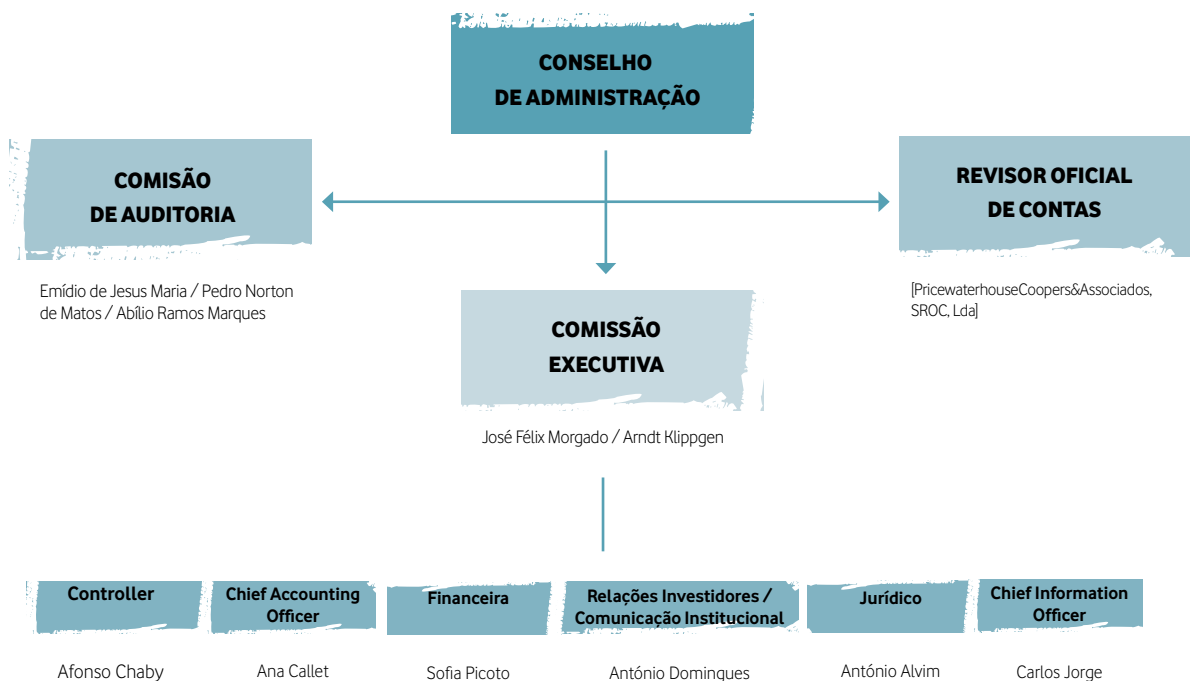 CONSELHO
DE ADMINISTRAÇÃO
COMISÃO
DE AUDITORIA
REVISOR OFICIAL
DE CONTAS
Emídio de Jesus Maria / Pedro Norton
de Matos / Abílio Ramos Marques
[PricewaterhouseCoopers&Associados,
SROC, Lda]
COMISSÃO
EXECUTIVA
José Félix Morgado / Arndt Klippgen
Controller
Chief Accounting
Officer
Financeira
Relações Investidores /
Comunicação Institucional
Jurídico
Chief Information
Officer
Afonso Chaby
Ana Callet
Sofia Picoto
António Domingues
António Alvim
Carlos Jorge